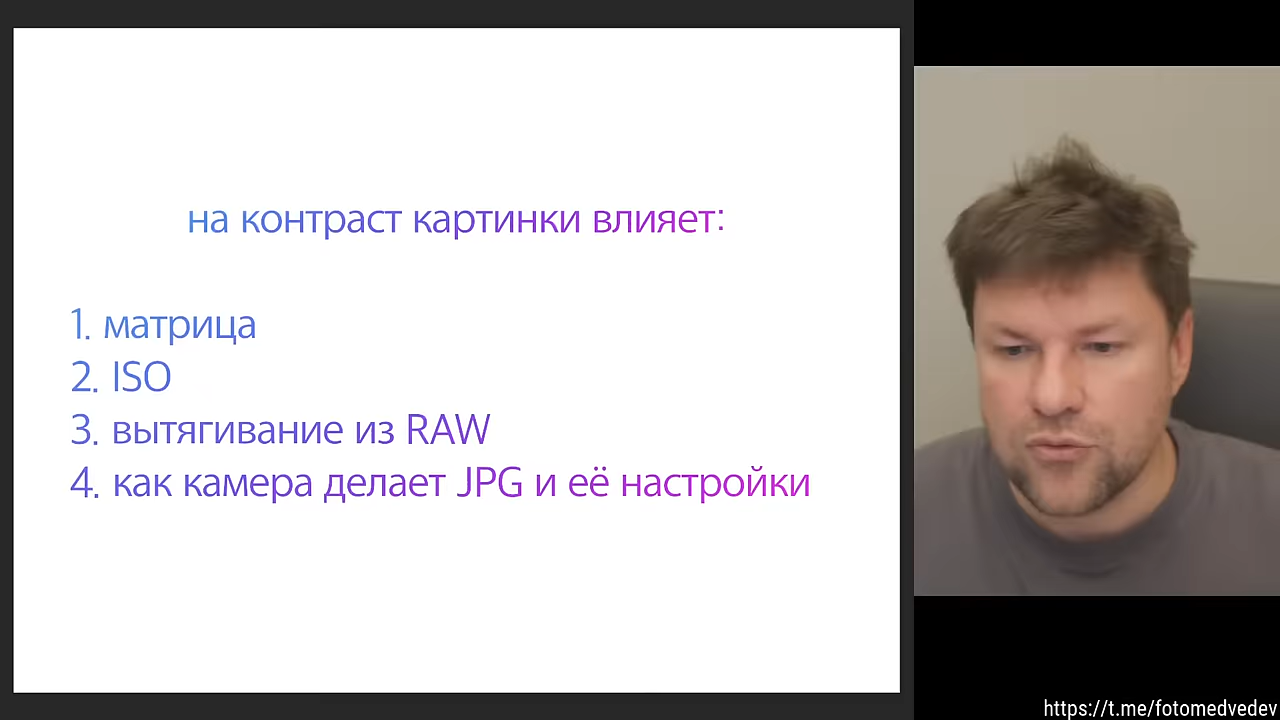 на контраст картинки влияет:
1. матрица
2. ISO
3. вытягивание из RAW
4. как камера делает JPG и её настройки
https://t.me/fotomedvedev